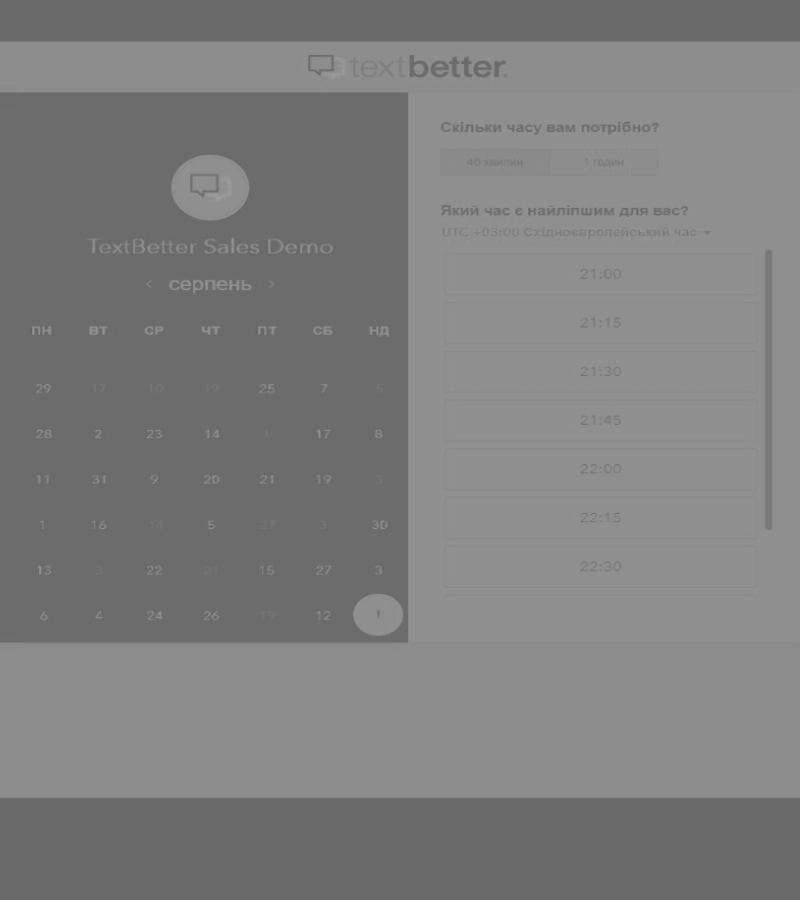 textbetter.
Скільки часу вам потрібно?
40 хвилин 1 годин
Який час є найліпшим для вас?
UTC +03:00 Східноєвропейський час
TextBetter Sales Demo
серпень
ПН ВТ СР ЧТ ПТ СБ НД
29 17 10 19 25 7 5
28 2 23 14 1 17 8
11 31 9 20 21 19 3
1 16 14 5 27 3 30
13 3 22 21 15 27 3
6 4 24 26 19 12 1
21:00
21:15
21:30
21:45
22:00
22:15
22:30